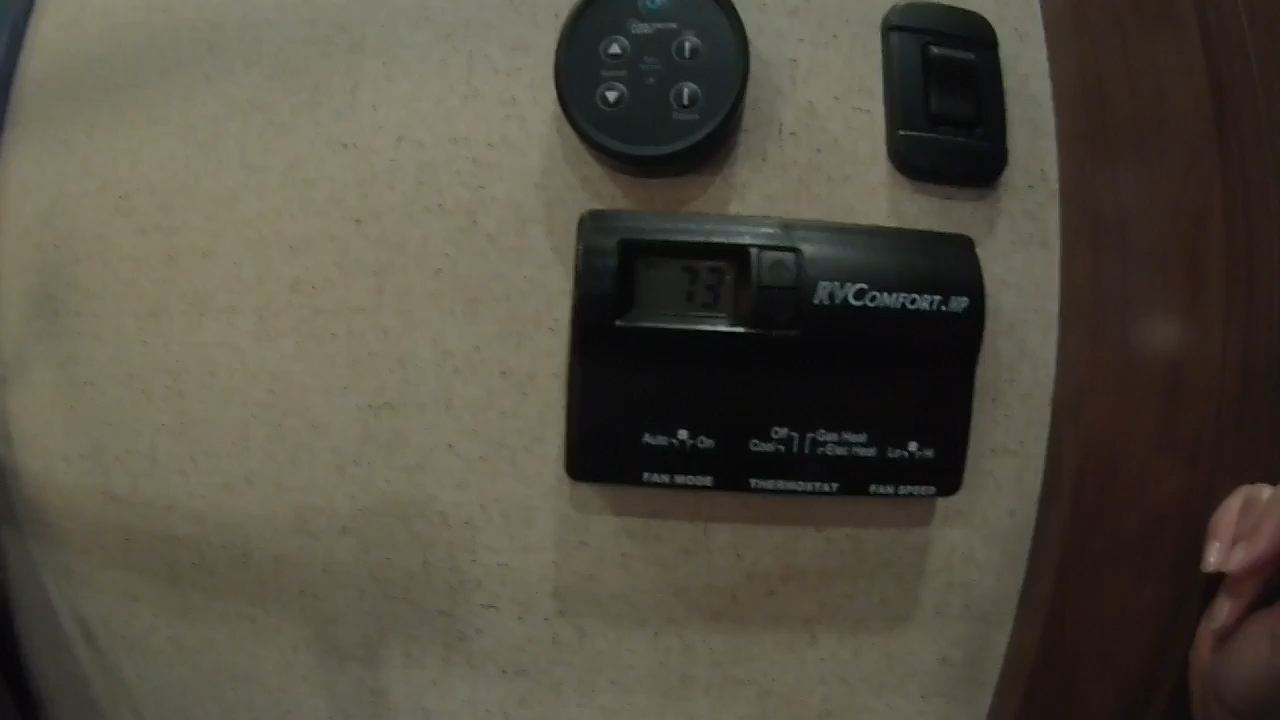 73
RVCOMFORT.HP
Auto On
Off Gas Heat
Cool Elec Heat Lo Hi
FAN MODE THERMOSTAT FAN SPEED